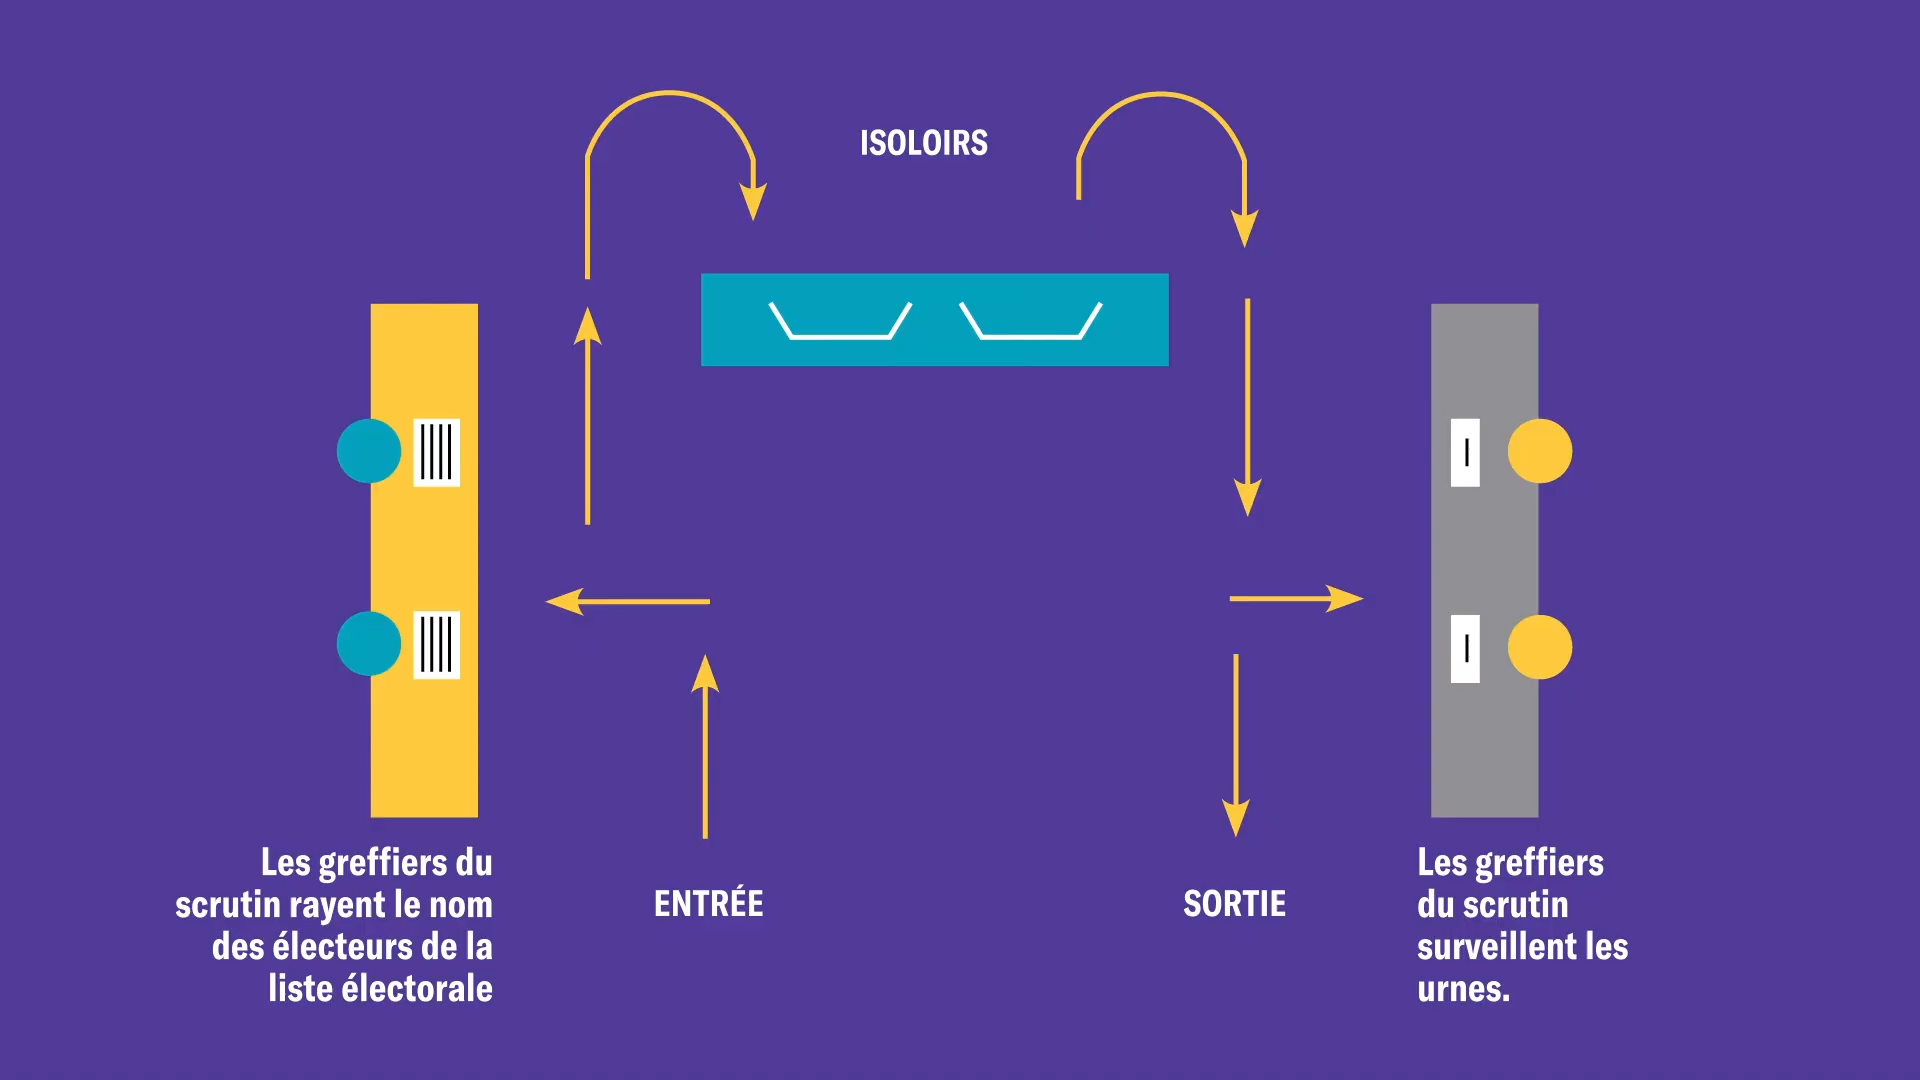 ISOLOIRS
Les greffiers du
scrutin rayent le nom
des électeurs de la
liste électorale
ENTRÉE
SORTIE
Les greffiers
du scrutin
surveillent les
urnes.